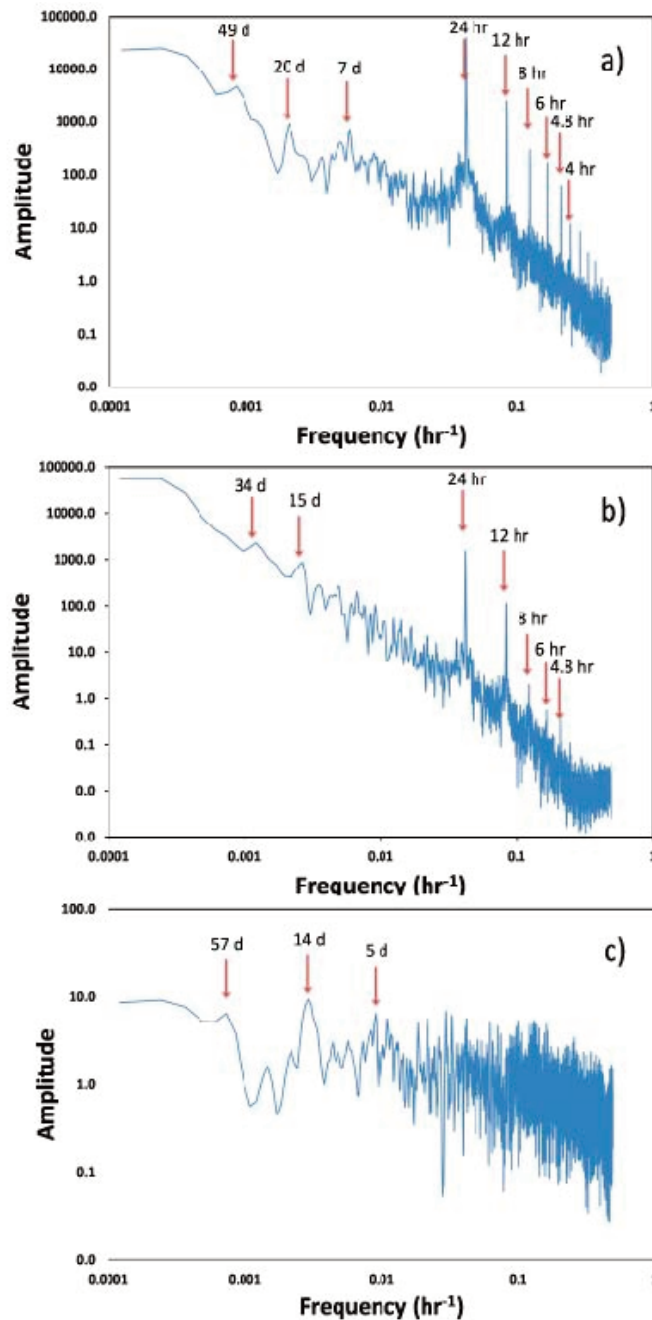 a)
100000.0
10000.0
1000.0
100.0
10.0
1.0
0.1
0.0
Amplitude
49 d
20 d
7 d
24 hr
12 hr
8 hr
6 hr
4.8 hr
4 hr
0.0001
0.001
0.01
0.1
1
Frequency (hr⁻¹)
b)
100000.0
10000.0
1000.0
100.0
10.0
1.0
0.1
0.0
0.0
Amplitude
34 d
15 d
24 hr
12 hr
8 hr
6 hr
4.8 hr
0.0001
0.001
0.01
0.1
1
Frequency (hr⁻¹)
c)
100.0
10.0
1.0
0.1
0.0
Amplitude
57 d
14 d
5 d
0.0001
0.001
0.01
0.1
1
Frequency (hr⁻¹)